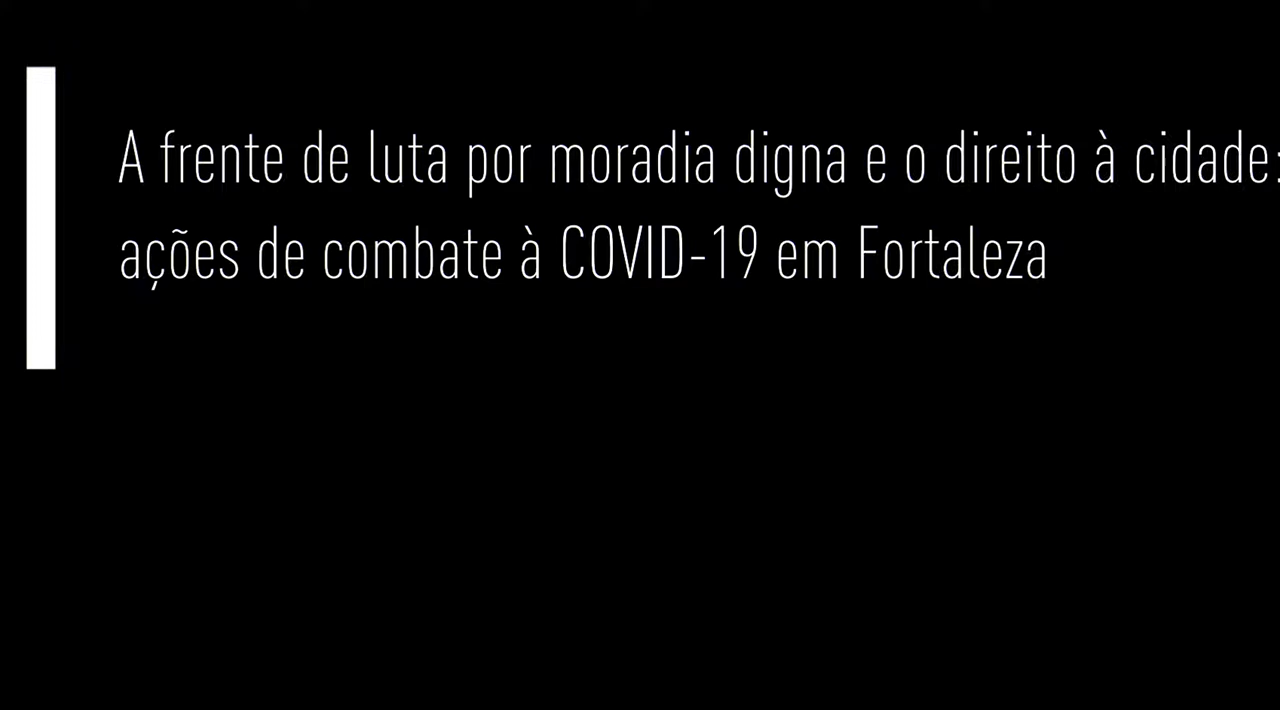 A frente de luta por moradia digna e o direito à cidade:
ações de combate à COVID-19 em Fortaleza